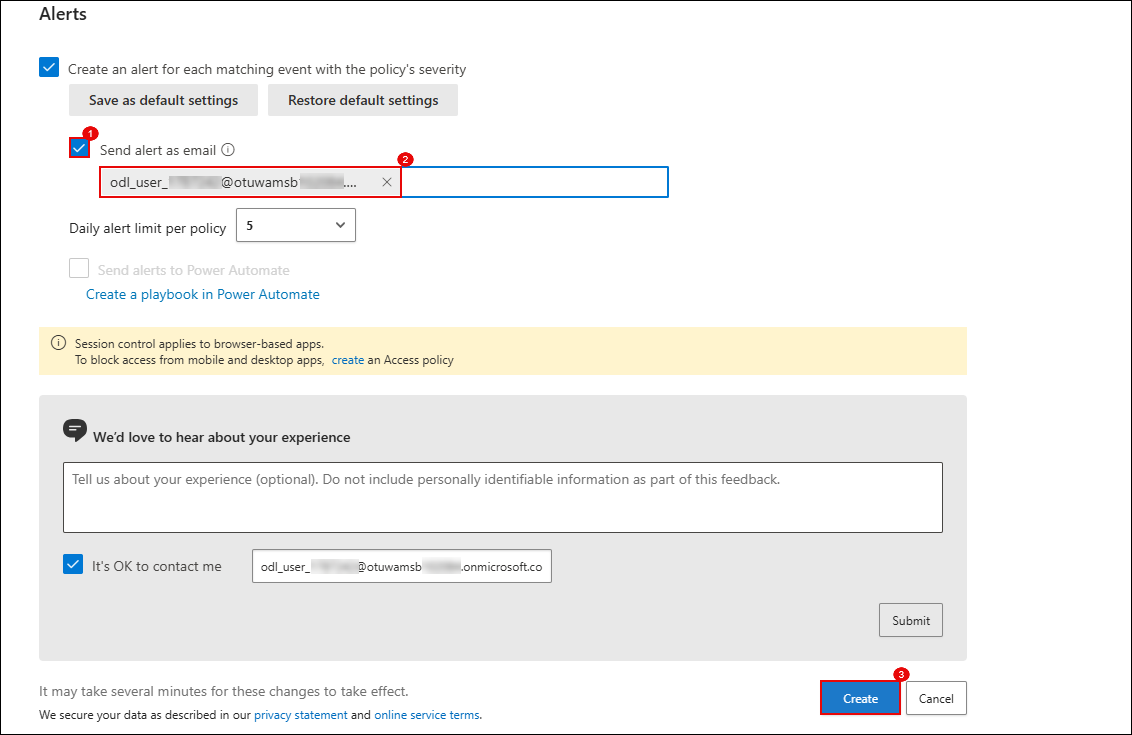 Alerts
Create an alert for each matching event with the policy's severity
Save as default settings Restore default settings
1
Send alert as email
2
odl_user_ @otuwamsb ....
Daily alert limit per policy 5
Send alerts to Power Automate
Create a playbook in Power Automate
Session control applies to browser-based apps.
To block access from mobile and desktop apps, create an Access policy
We'd love to hear about your experience
Tell us about your experience (optional). Do not include personally identifiable information as part of this feedback.
It's OK to contact me odl_user_ @otuwamsb .onmicrosoft.co
Submit
3
It may take several minutes for these changes to take effect.
Create Cancel
We secure your data as described in our privacy statement and online service terms.